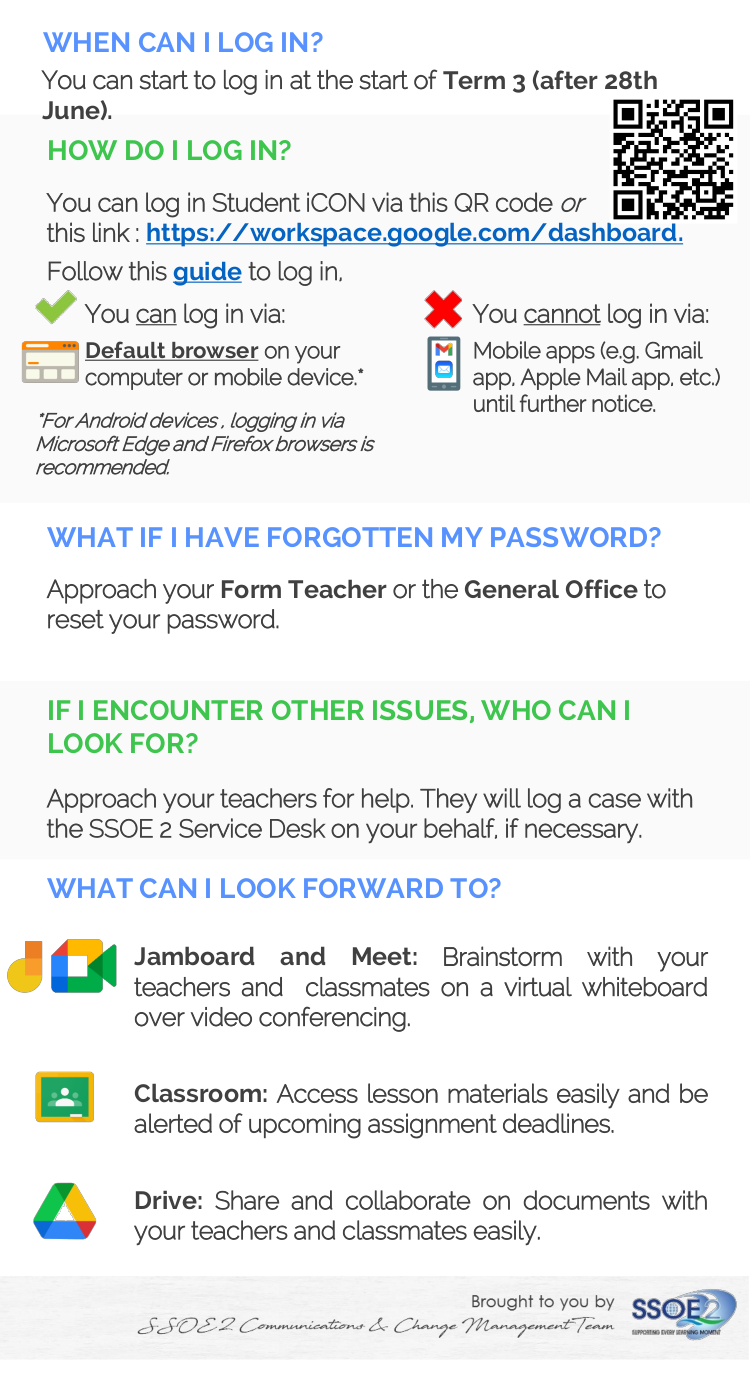 WHEN CAN I LOG IN?
You can start to log in at the start of Term 3 (after 28th
June).
HOW DO I LOG IN?
You can log in Student iCON via this QR code or
this link : https://workspace.google.com/dashboard.
Follow this guide to log in,
You can log in via:
Default browser on your
computer or mobile device.*
*For Android devices , logging in via
Microsoft Edge and Firefox browsers is
recommended.
You cannot log in via:
Mobile apps (e.g. Gmail
app, Apple Mail app, etc.)
until further notice.
WHAT IF I HAVE FORGOTTEN MY PASSWORD?
Approach your Form Teacher or the General Office to
reset your password.
IF I ENCOUNTER OTHER ISSUES, WHO CAN I
LOOK FOR?
Approach your teachers for help. They will log a case with
the SSOE 2 Service Desk on your behalf, if necessary.
WHAT CAN I LOOK FORWARD TO?
Jamboard and Meet: Brainstorm with your
teachers and classmates on a virtual whiteboard
over video conferencing.
Classroom: Access lesson materials easily and be
alerted of upcoming assignment deadlines.
Drive: Share and collaborate on documents with
your teachers and classmates easily.
Brought to you by
SSOE2 Communications & Change Management Team
SSOE2
SUPPORTING EVERY LEARNING MOMENT